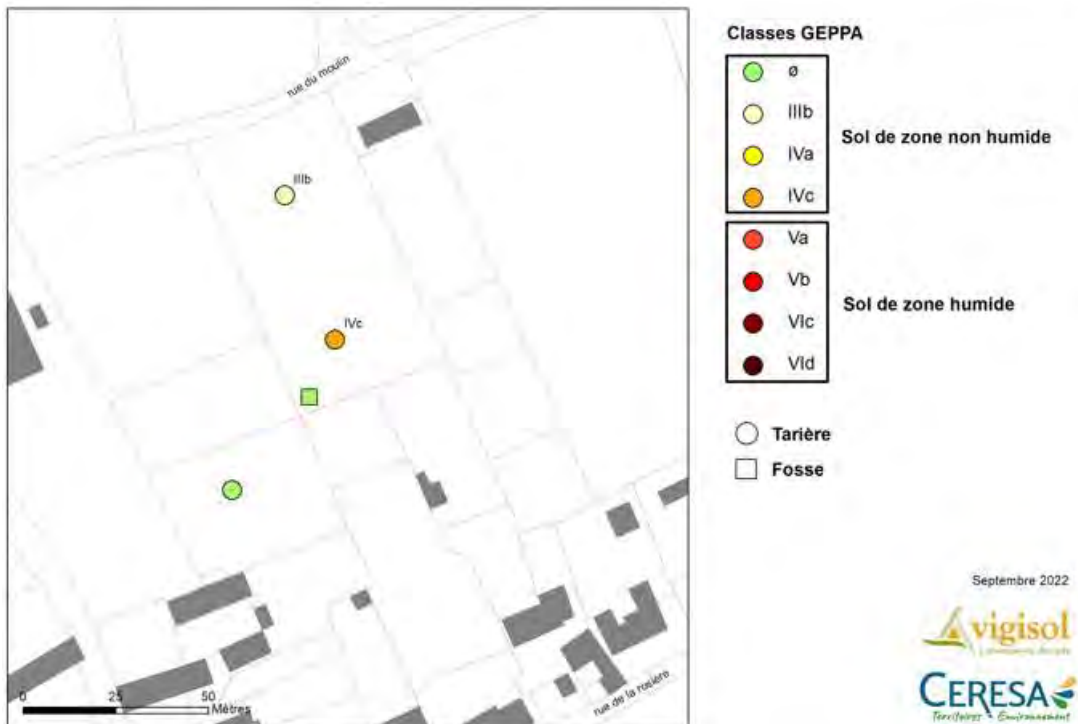 rue du moulin
IIIb
IVc
rue de la rosière
0 25 50
Mètres
Classes GEPPA
ø
IIIb
IVa
IVc
Sol de zone non humide
Va
Vb
VIc
VId
Sol de zone humide
Tarière
Fosse
Septembre 2022
vigisol
CERESA
Territoires - Environnement